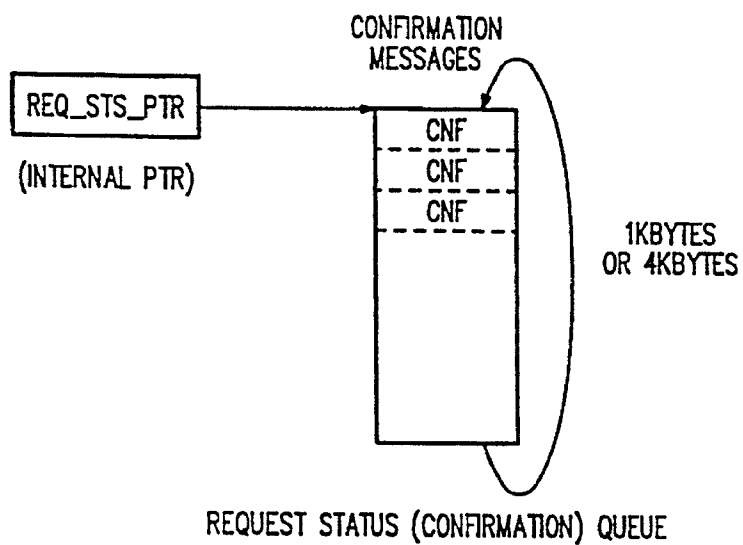 CONFIRMATION
MESSAGES
REQ_STS_PTR
(INTERNAL PTR)
CNF
CNF
CNF
1KBYTES
OR 4KBYTES
REQUEST STATUS (CONFIRMATION) QUEUE